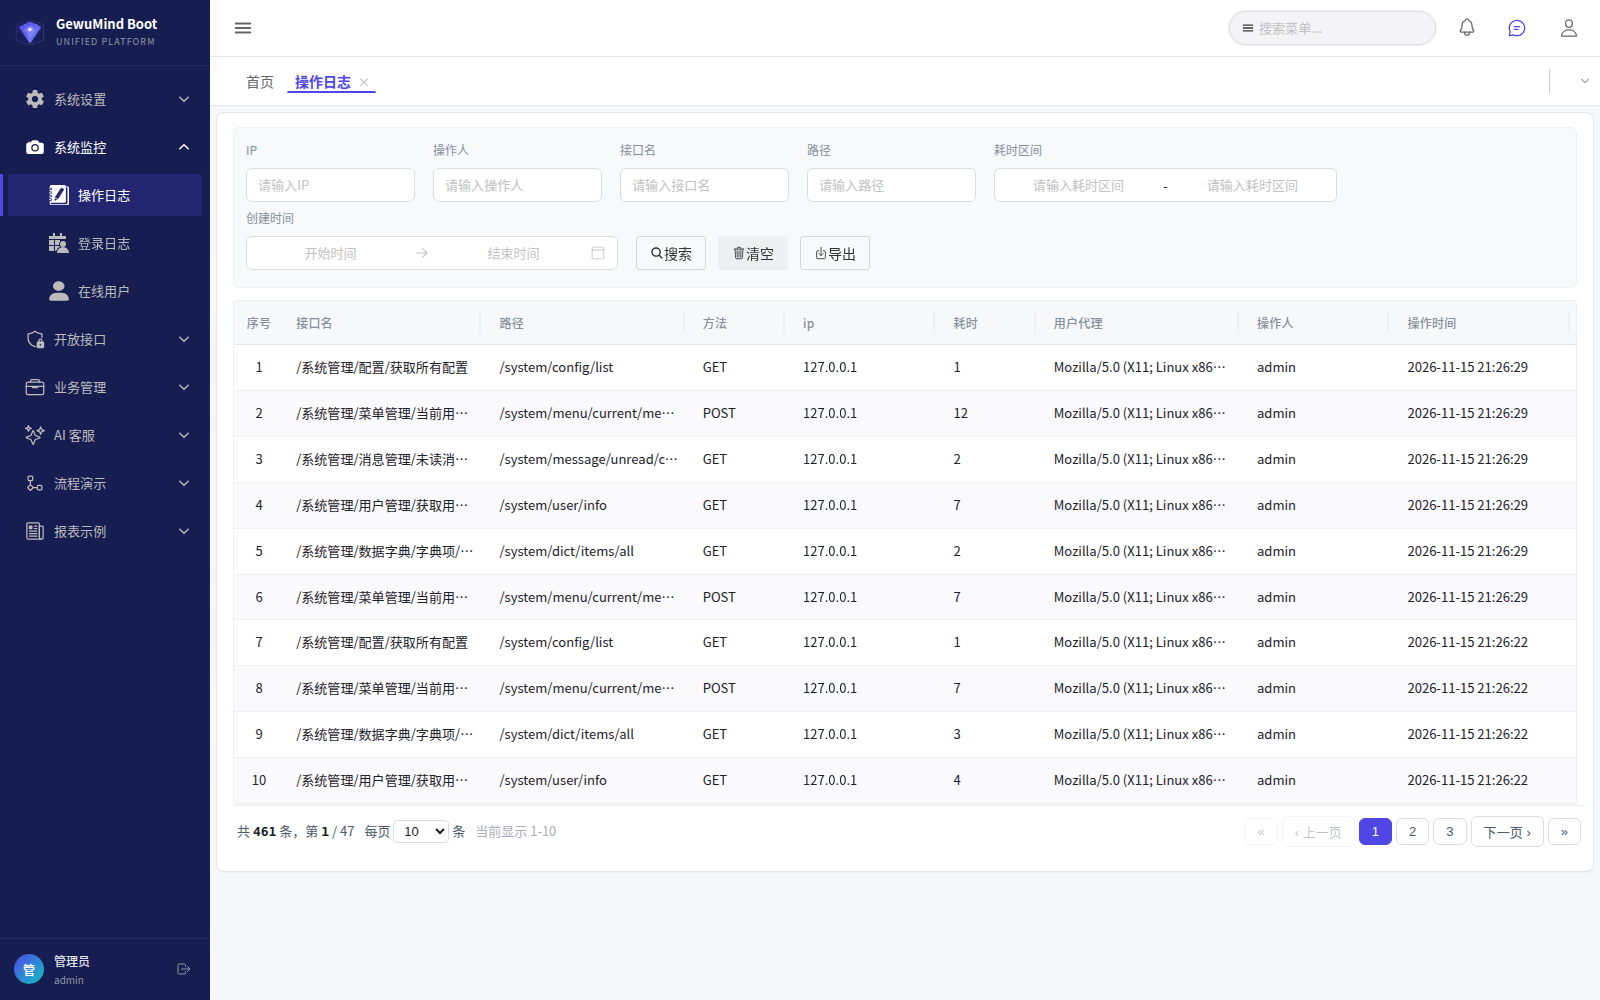 GewuMind Boot
UNIFIED PLATFORM
搜索菜单...
系统设置
系统监控
操作日志
登录日志
在线用户
开放接口
业务管理
AI 客服
流程演示
报表示例
管
管理员
admin
首页 操作日志
IP 操作人 接口名 路径 耗时区间
请输入IP 请输入操作人 请输入接口名 请输入路径 请输入耗时区间 - 请输入耗时区间
创建时间
开始时间 结束时间 搜索 清空 导出
序号 接口名 路径 方法 ip 耗时 用户代理 操作人 操作时间
1 /系统管理/配置/获取所有配置 /system/config/list GET 127.0.0.1 1 Mozilla/5.0 (X11; Linux x86… admin 2026-11-15 21:26:29
2 /系统管理/菜单管理/当前用… /system/menu/current/me… POST 127.0.0.1 12 Mozilla/5.0 (X11; Linux x86… admin 2026-11-15 21:26:29
3 /系统管理/消息管理/未读消… /system/message/unread/c… GET 127.0.0.1 2 Mozilla/5.0 (X11; Linux x86… admin 2026-11-15 21:26:29
4 /系统管理/用户管理/获取用… /system/user/info GET 127.0.0.1 7 Mozilla/5.0 (X11; Linux x86… admin 2026-11-15 21:26:29
5 /系统管理/数据字典/字典项/… /system/dict/items/all GET 127.0.0.1 2 Mozilla/5.0 (X11; Linux x86… admin 2026-11-15 21:26:29
6 /系统管理/菜单管理/当前用… /system/menu/current/me… POST 127.0.0.1 7 Mozilla/5.0 (X11; Linux x86… admin 2026-11-15 21:26:29
7 /系统管理/配置/获取所有配置 /system/config/list GET 127.0.0.1 1 Mozilla/5.0 (X11; Linux x86… admin 2026-11-15 21:26:22
8 /系统管理/菜单管理/当前用… /system/menu/current/me… POST 127.0.0.1 7 Mozilla/5.0 (X11; Linux x86… admin 2026-11-15 21:26:22
9 /系统管理/数据字典/字典项/… /system/dict/items/all GET 127.0.0.1 3 Mozilla/5.0 (X11; Linux x86… admin 2026-11-15 21:26:22
10 /系统管理/用户管理/获取用… /system/user/info GET 127.0.0.1 4 Mozilla/5.0 (X11; Linux x86… admin 2026-11-15 21:26:22
共 461 条，第 1 / 47 每页 10 条 当前显示 1-10 « ‹ 上一页 1 2 3 下一页 › »